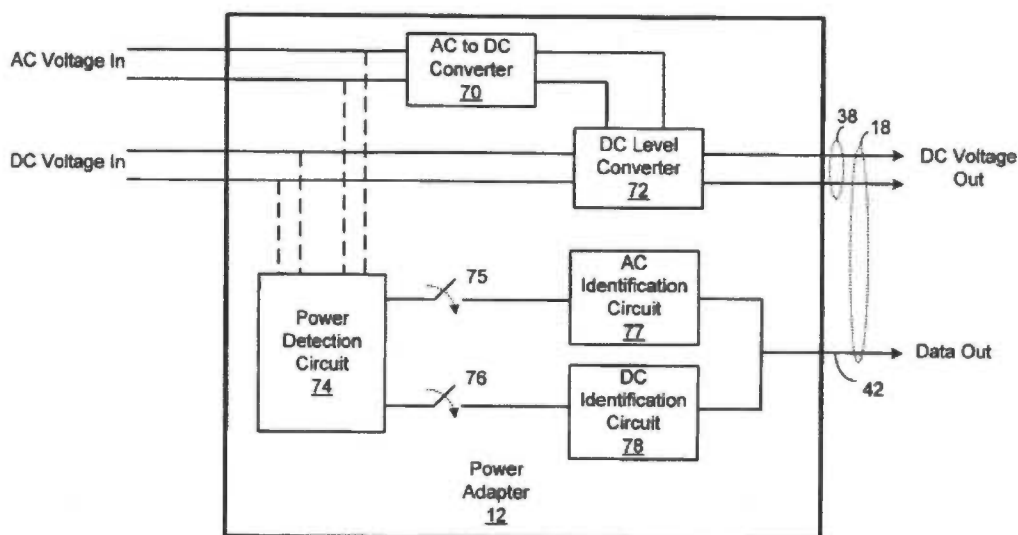 AC Voltage In
AC to DC
Converter
70
38
18
DC Voltage In
DC Level
Converter
72
DC Voltage
Out
75
AC
Identification
Circuit
77
Power
Detection
Circuit
74
Data Out
76
42
DC
Identification
Circuit
78
Power
Adapter
12